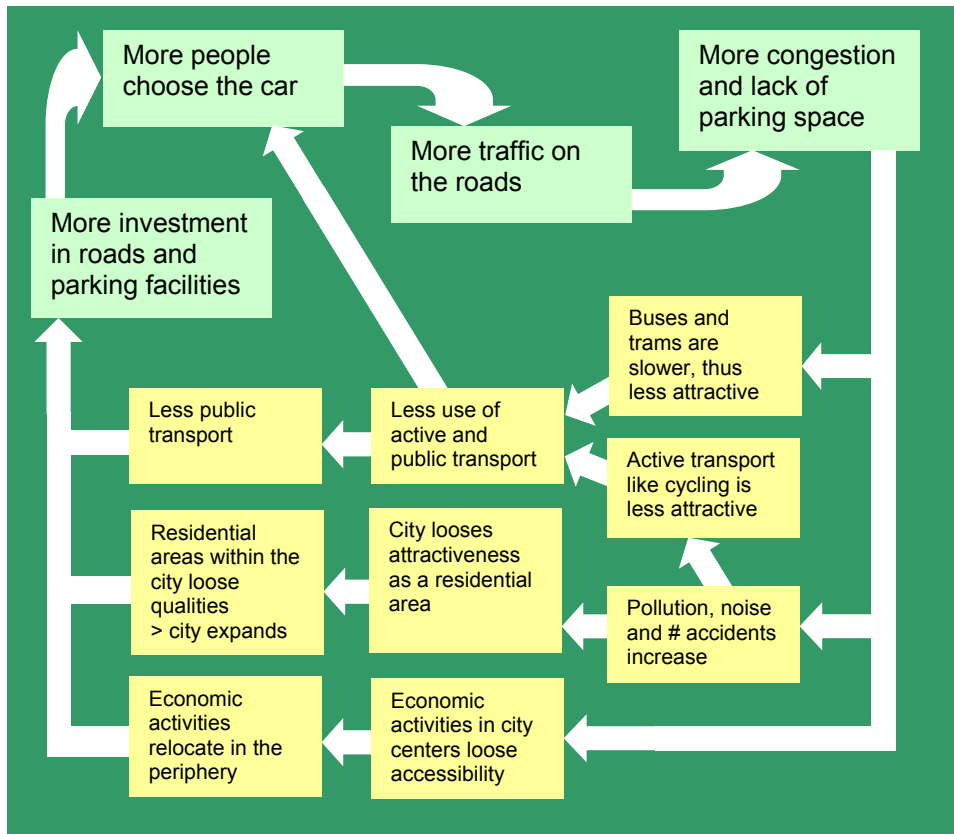 More people
choose the car
More congestion
and lack of
parking space
More traffic on
the roads
More investment
in roads and
parking facilities
Buses and
trams are
slower, thus
less attractive
Less public
transport
Less use of
active and
public transport
Active transport
like cycling is
less attractive
Residential
areas within the
city loose
qualities
> city expands
City looses
attractiveness
as a residential
area
Pollution, noise
and # accidents
increase
Economic
activities
relocate in the
periphery
Economic
activities in city
centers loose
accessibility